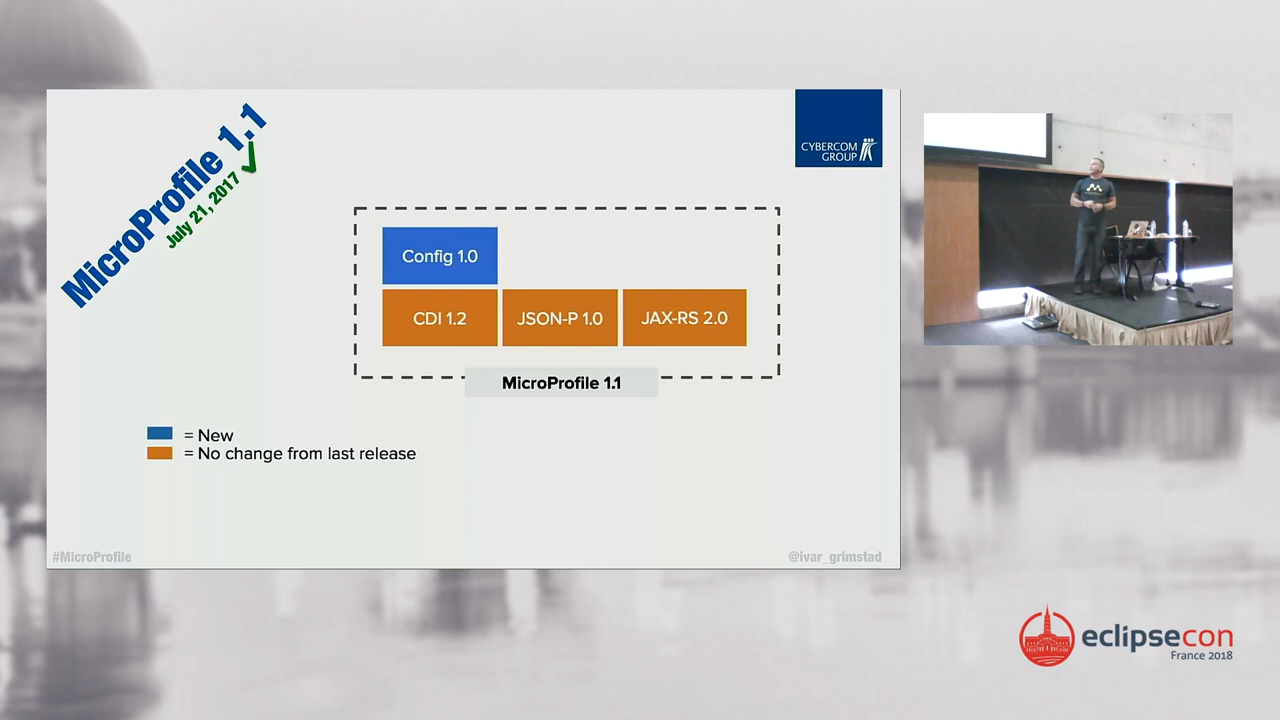 MicroProfile 1.1
July 21, 2017
CYBERCOM
GROUP
Config 1.0
CDI 1.2
JSON-P 1.0
JAX-RS 2.0
MicroProfile 1.1
= New
= No change from last release
#MicroProfile
@ivar_grimstad
eclipsecon
France 2018